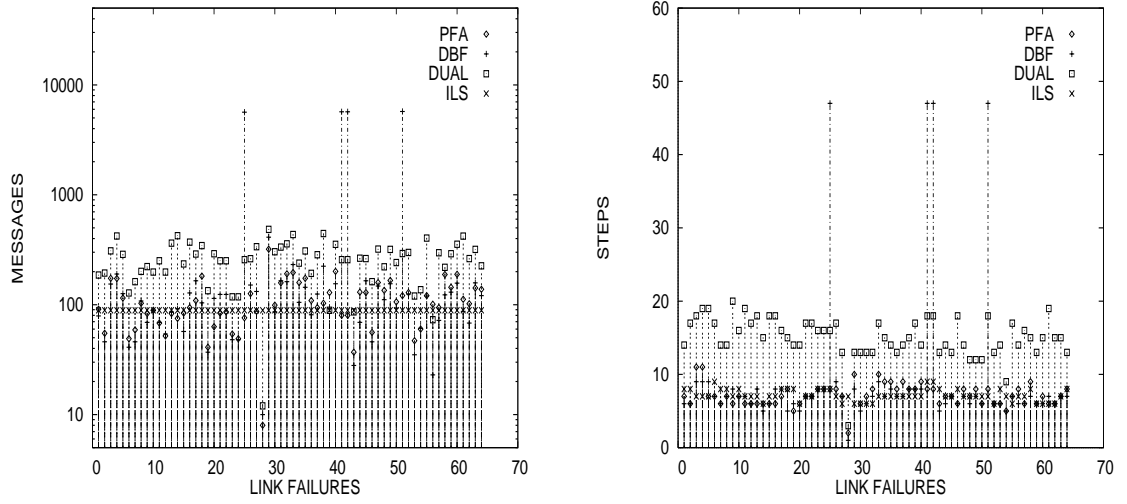 MESSAGES
10000
1000
100
10
0 10 20 30 40 50 60 70
LINK FAILURES
PFA
DBF
DUAL
ILS
STEPS
60
50
40
30
20
10
0
0 10 20 30 40 50 60 70
LINK FAILURES
PFA
DBF
DUAL
ILS